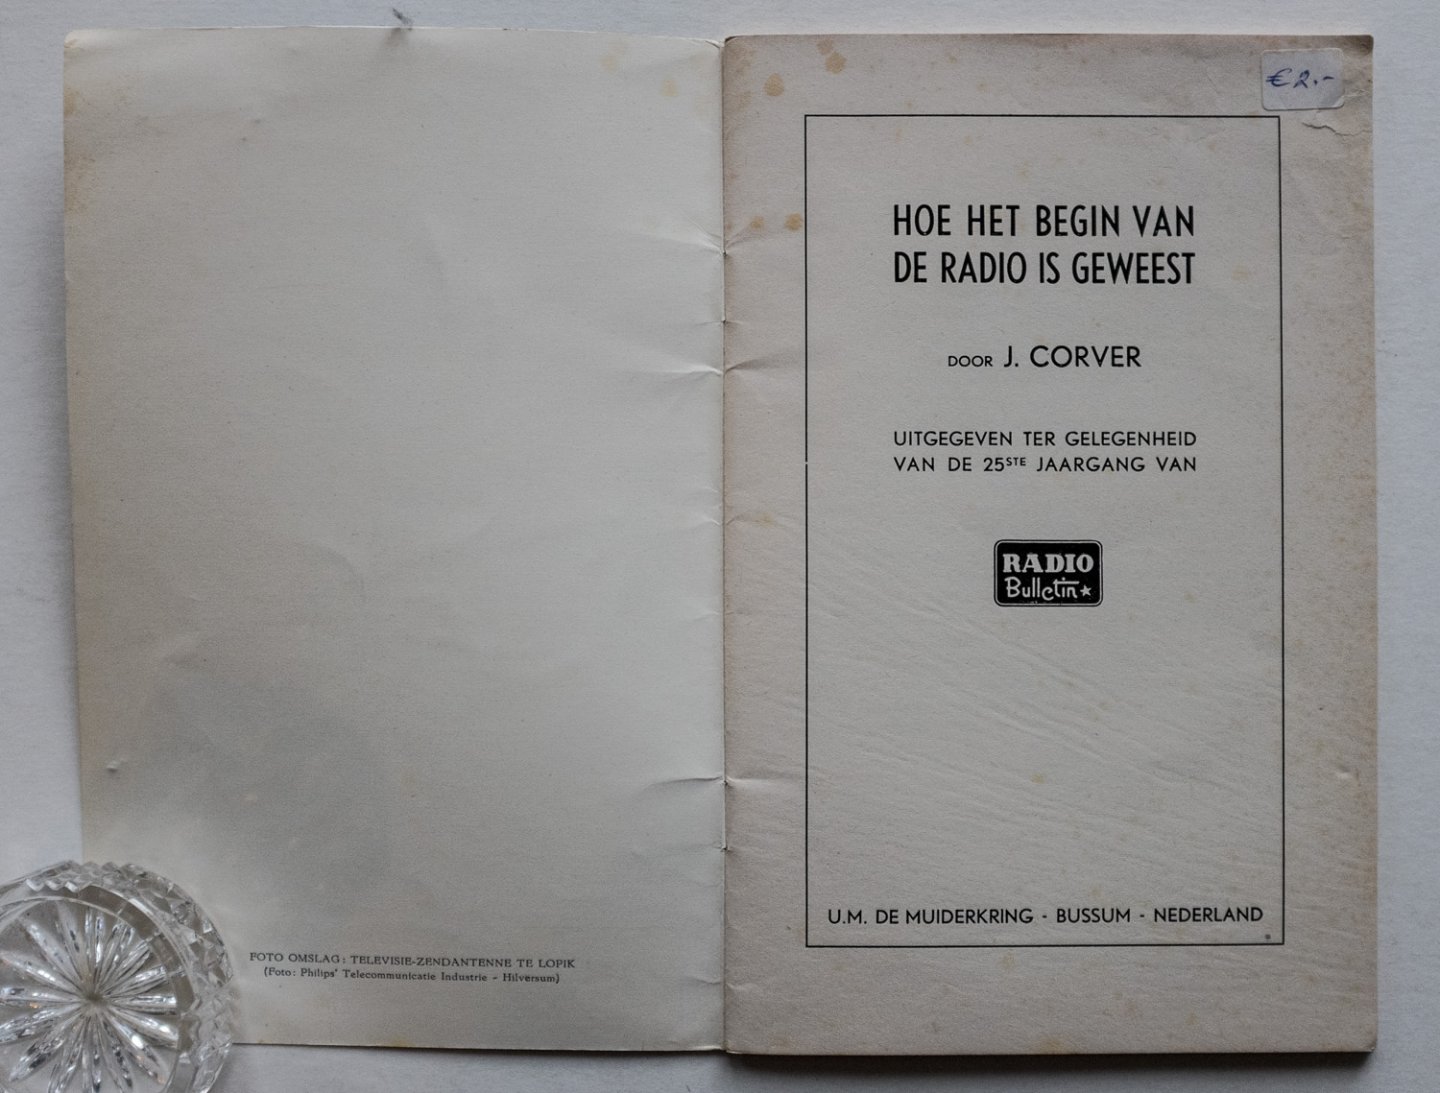 FOTO OMSLAG: TELEVISIE-ZENDANTENNE TE LOPIK
(Foto: Philips' Telecommunicatie Industrie - Hilversum)
€ 2.-
HOE HET BEGIN VAN
DE RADIO IS GEWEEST
DOOR J. CORVER
UITGEGEVEN TER GELEGENHEID
VAN DE 25STE JAARGANG VAN
RADIO
Bulletin
U.M. DE MUIDERKRING - BUSSUM - NEDERLAND